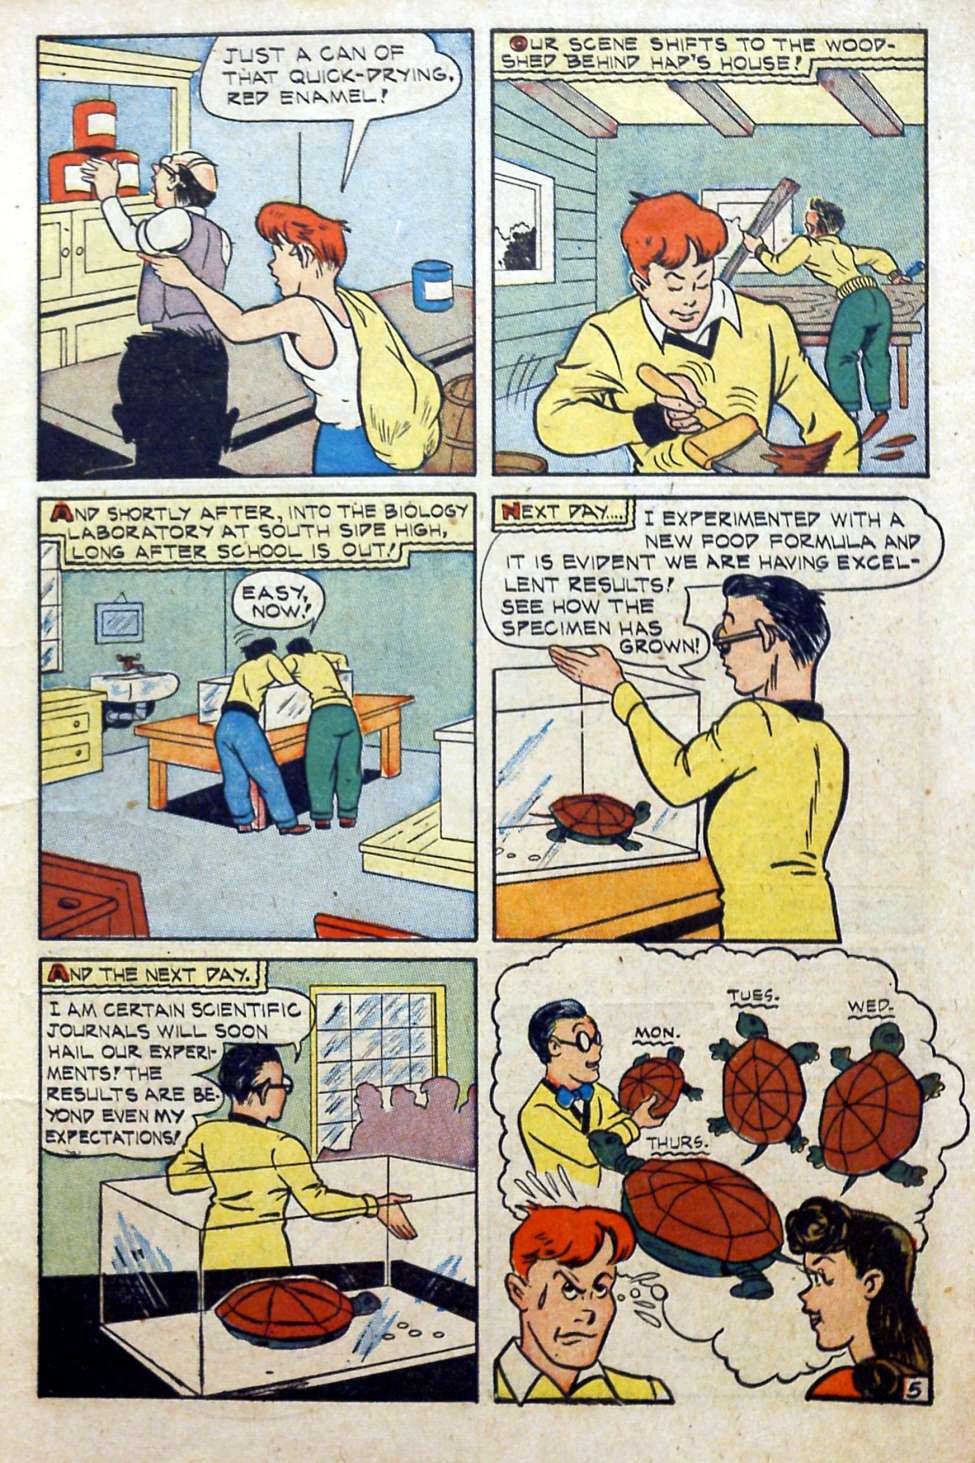 JUST A CAN OF
THAT QUICK-DRYING,
RED ENAMEL!
OUR SCENE SHIFTS TO THE WOOD-
SHED BEHIND HAP'S HOUSE!
AND SHORTLY AFTER, INTO THE BIOLOGY
LABORATORY AT SOUTH SIDE HIGH,
LONG AFTER SCHOOL IS OUT!
EASY,
NOW!
NEXT DAY....
I EXPERIMENTED WITH A
NEW FOOD FORMULA AND
IT IS EVIDENT WE ARE HAVING EXCEL-
LENT RESULTS!
SEE HOW THE
SPECIMEN HAS
GROWN!
AND THE NEXT DAY.
I AM CERTAIN SCIENTIFIC
JOURNALS WILL SOON
HAIL OUR EXPERI-
MENTS! THE
RESULTS ARE BE-
YOND EVEN MY
EXPECTATIONS!
MON.
TUES.
WED.
THURS.
5